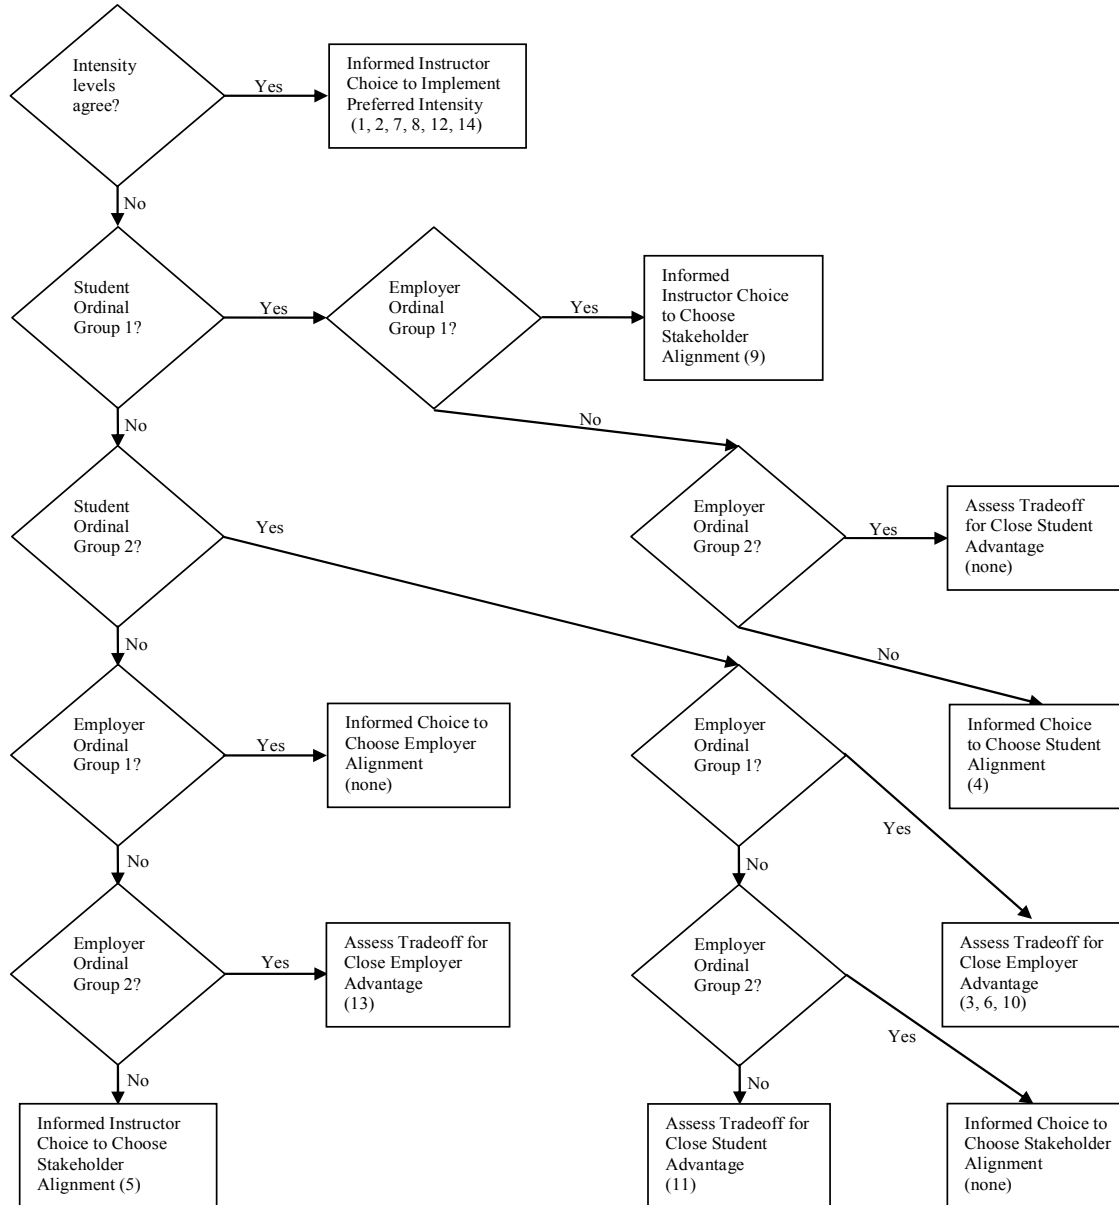 Intensity
levels
agree?
Yes
Informed Instructor
Choice to Implement
Preferred Intensity
(1, 2, 7, 8, 12, 14)
No
Student
Ordinal
Group 1?
Yes
Employer
Ordinal
Group 1?
Yes
Informed
Instructor Choice
to Choose
Stakeholder
Alignment (9)
No
No
Student
Ordinal
Group 2?
Yes
Employer
Ordinal
Group 2?
Yes
Assess Tradeoff
for Close Student
Advantage
(none)
No
No
Employer
Ordinal
Group 1?
Yes
Informed Choice to
Choose Employer
Alignment
(none)
Employer
Ordinal
Group 1?
Informed Choice
to Choose Student
Alignment
(4)
Yes
No
No
Employer
Ordinal
Group 2?
Yes
Assess Tradeoff for
Close Employer
Advantage
(13)
Employer
Ordinal
Group 2?
Assess Tradeoff for
Close Employer
Advantage
(3, 6, 10)
Yes
No
No
Informed Instructor
Choice to Choose
Stakeholder
Alignment (5)
Assess Tradeoff for
Close Student
Advantage
(11)
Informed Choice to
Choose Stakeholder
Alignment
(none)